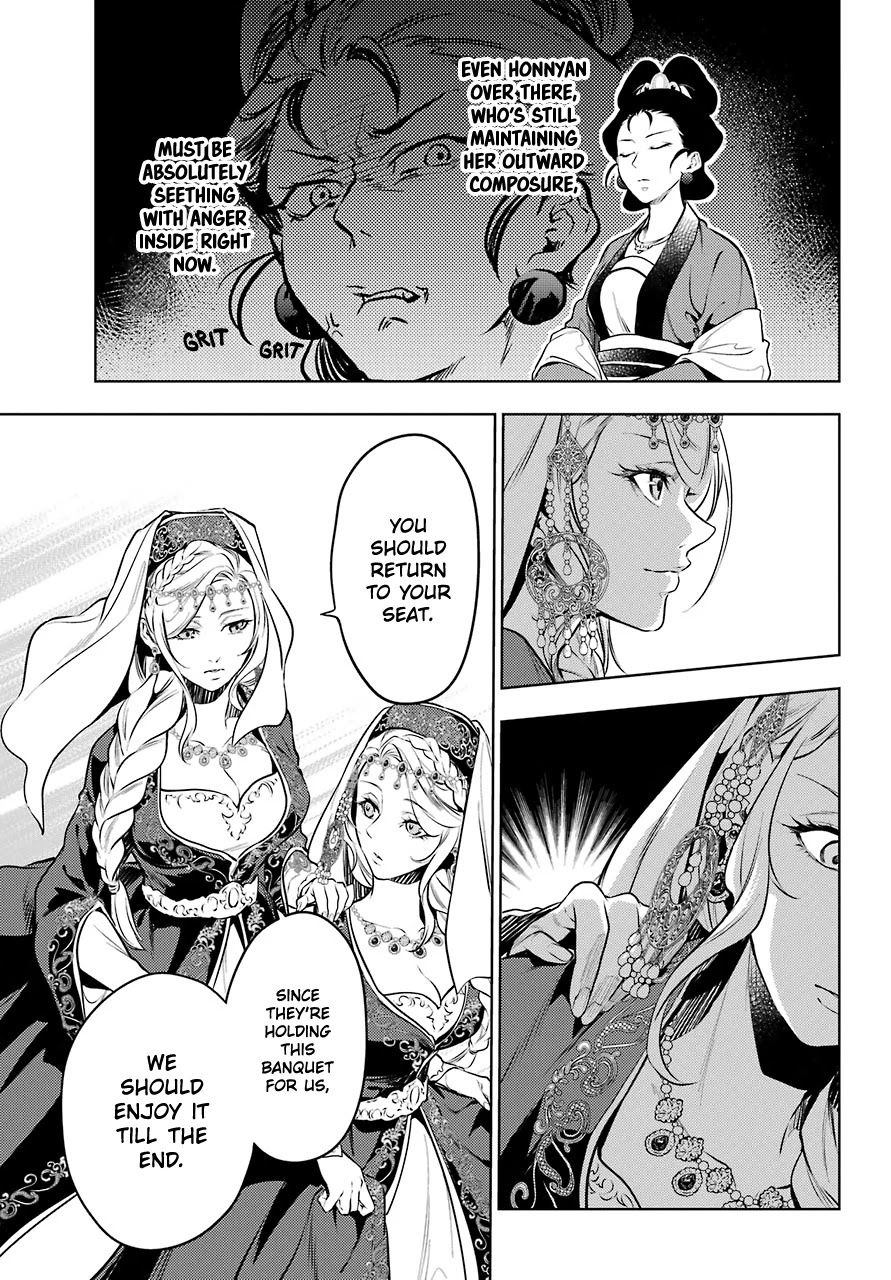 EVEN HONNYAN
OVER THERE,
WHO'S STILL
MAINTAINING
HER OUTWARD
COMPOSURE,
MUST BE
ABSOLUTELY
SEETHING
WITH ANGER
INSIDE RIGHT
NOW.
GRIT
GRIT
YOU
SHOULD
RETURN
TO YOUR
SEAT.
SINCE
THEY'RE
HOLDING
THIS
BANQUET
FOR US,
WE
SHOULD
ENJOY IT
TILL THE
END.